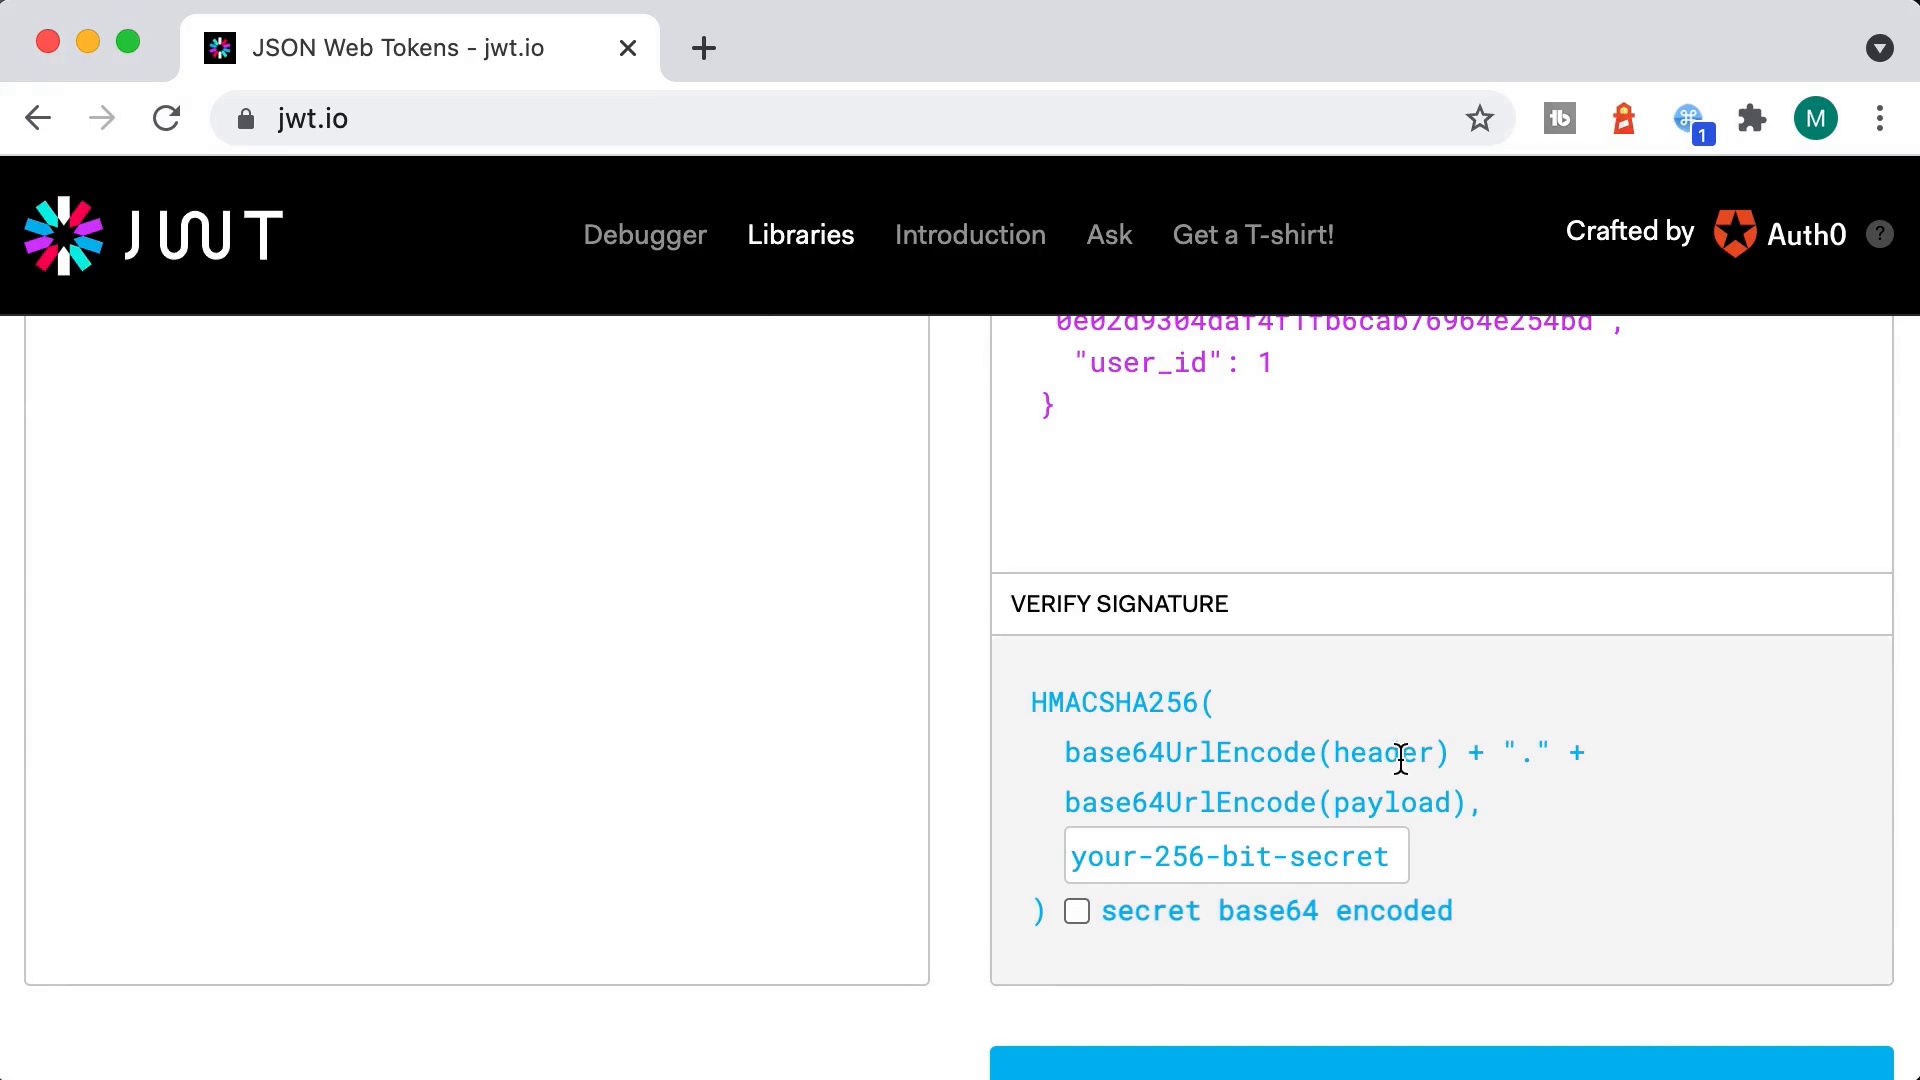 JSON Web Tokens - jwt.io
jwt.io
tb
1
M
JWT
Debugger
Libraries
Introduction
Ask
Get a T-shirt!
Crafted by
Auth0
?
0e02d9304daf4f1fb6cab76964e254bd",
"user_id": 1
}
VERIFY SIGNATURE
HMACSHA256(
base64UrlEncode(header) + "." +
base64UrlEncode(payload),
your-256-bit-secret
) secret base64 encoded